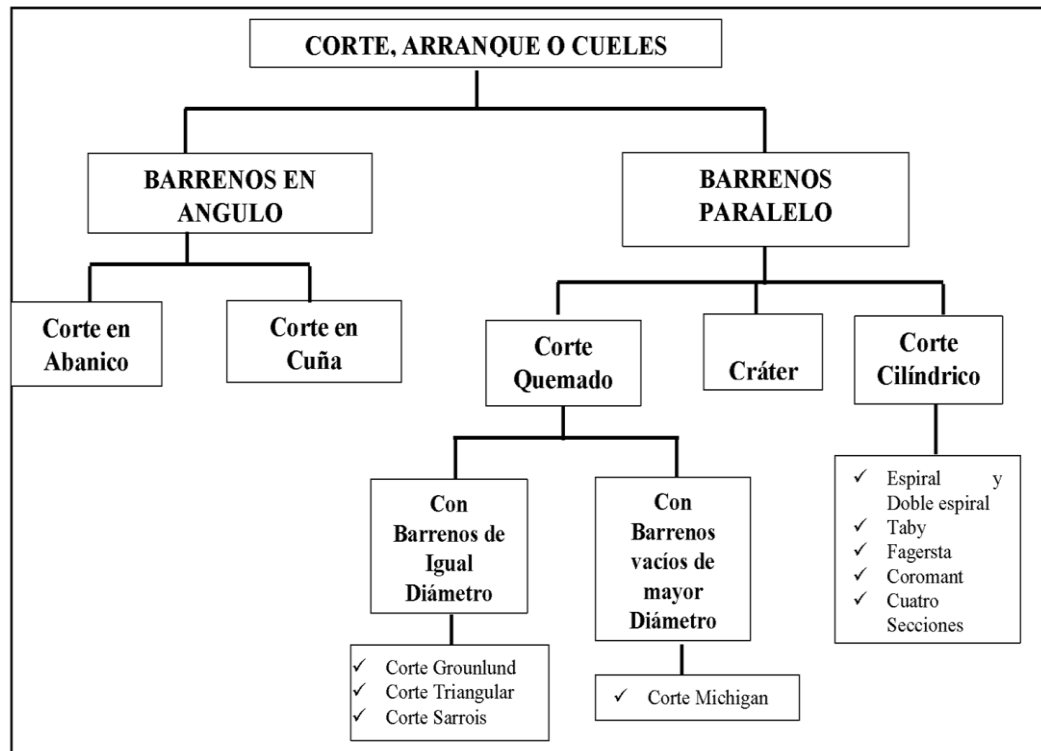 CORTE, ARRANQUE O CUELES
BARRENOS EN
ANGULO
BARRENOS
PARALELO
Corte en
Abanico
Corte en
Cuña
Corte
Quemado
Cráter
Corte
Cilíndrico
Con
Barrenos de
Igual
Diámetro
Con
Barrenos
vacíos de
mayor
Diámetro
✓ Espiral y
Doble espiral
✓ Taby
✓ Fagersta
✓ Coromant
✓ Cuatro
Secciones
✓ Corte Grounlund
✓ Corte Triangular
✓ Corte Sarrois
✓ Corte Michigan